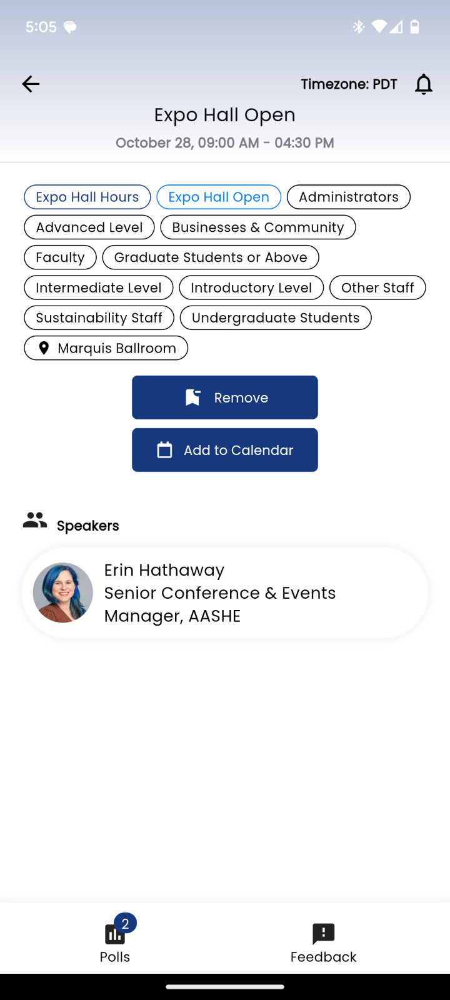 5:05
Timezone: PDT
Expo Hall Open
October 28, 09:00 AM - 04:30 PM
Expo Hall Hours Expo Hall Open Administrators
Advanced Level Businesses & Community
Faculty Graduate Students or Above
Intermediate Level Introductory Level Other Staff
Sustainability Staff Undergraduate Students
Marquis Ballroom
Remove
Add to Calendar
Speakers
Erin Hathaway
Senior Conference & Events
Manager, AASHE
2
Polls Feedback